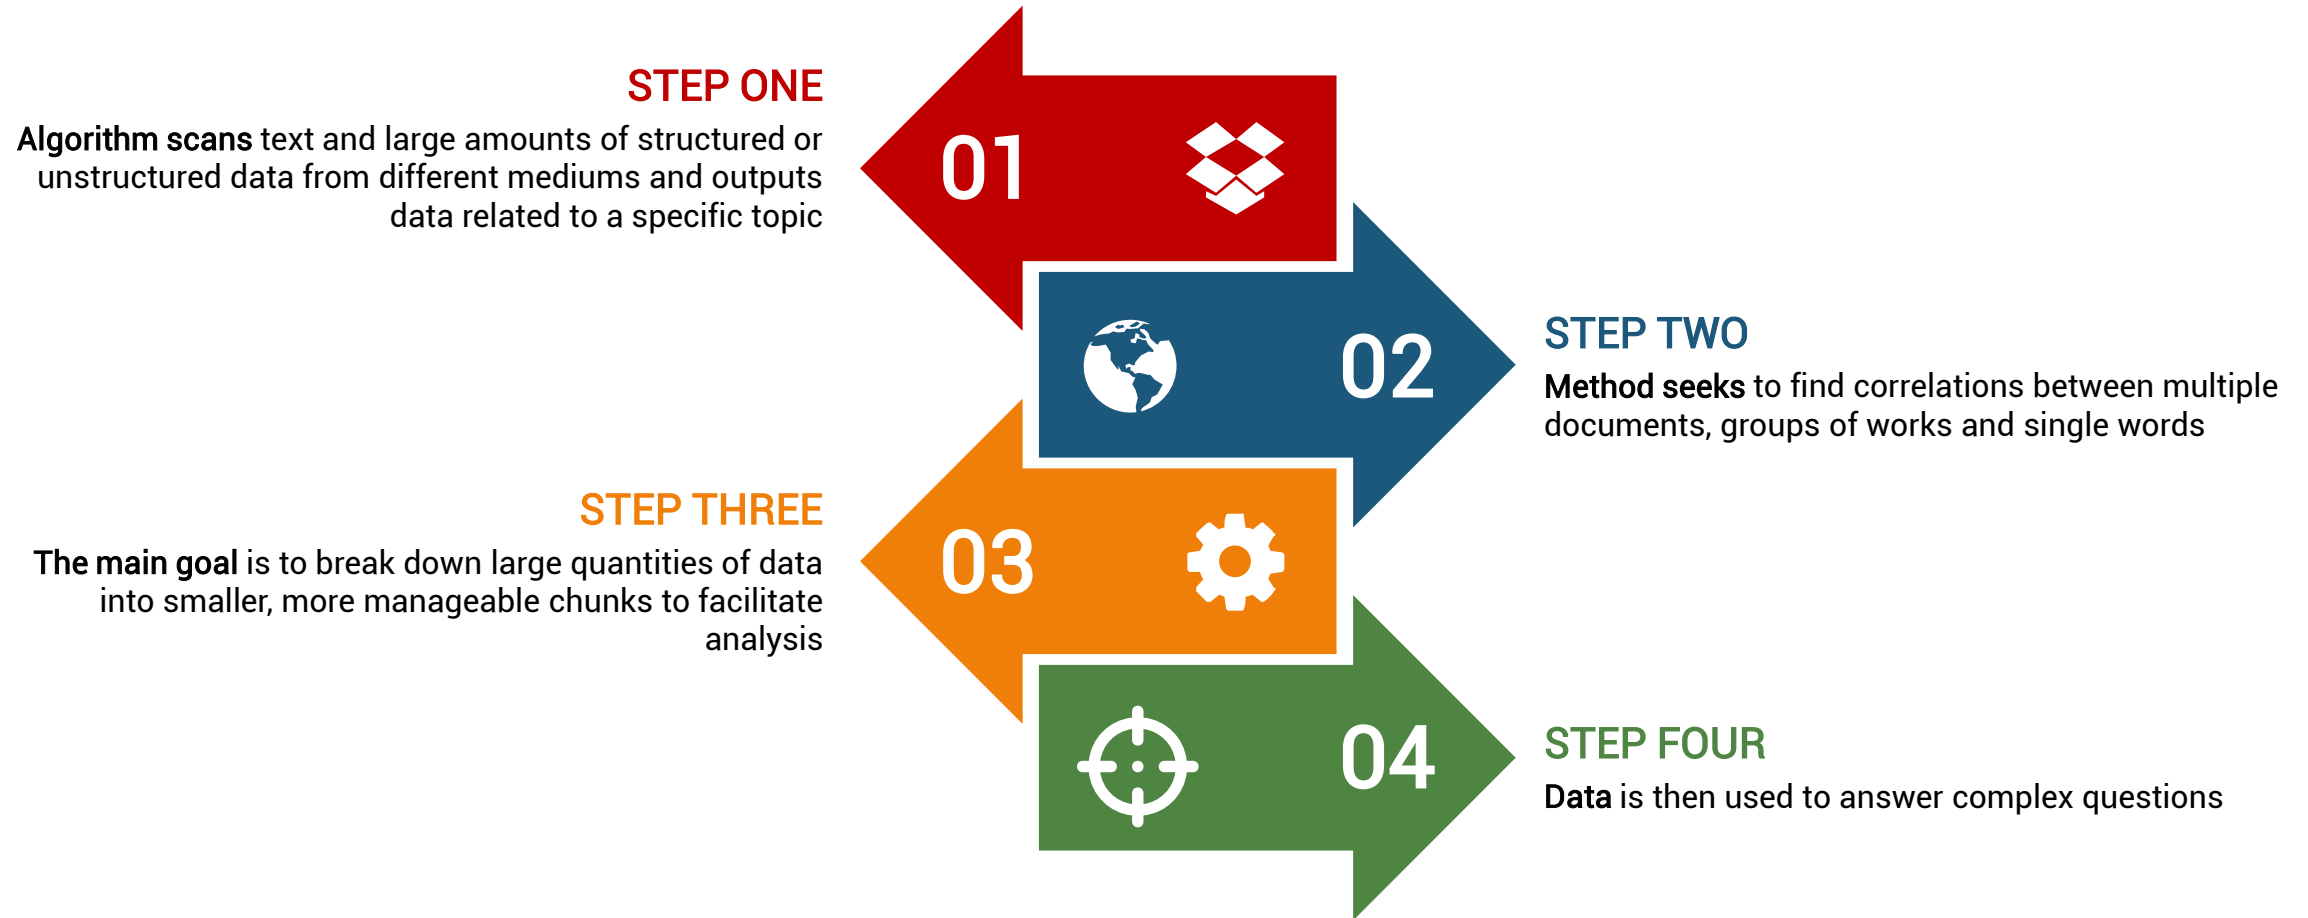 STEP ONE
Algorithm scans text and large amounts of structured or
unstructured data from different mediums and outputs
data related to a specific topic
01
02
STEP TWO
Method seeks to find correlations between multiple
documents, groups of works and single words
STEP THREE
The main goal is to break down large quantities of data
into smaller, more manageable chunks to facilitate
analysis
03
04
STEP FOUR
Data is then used to answer complex questions